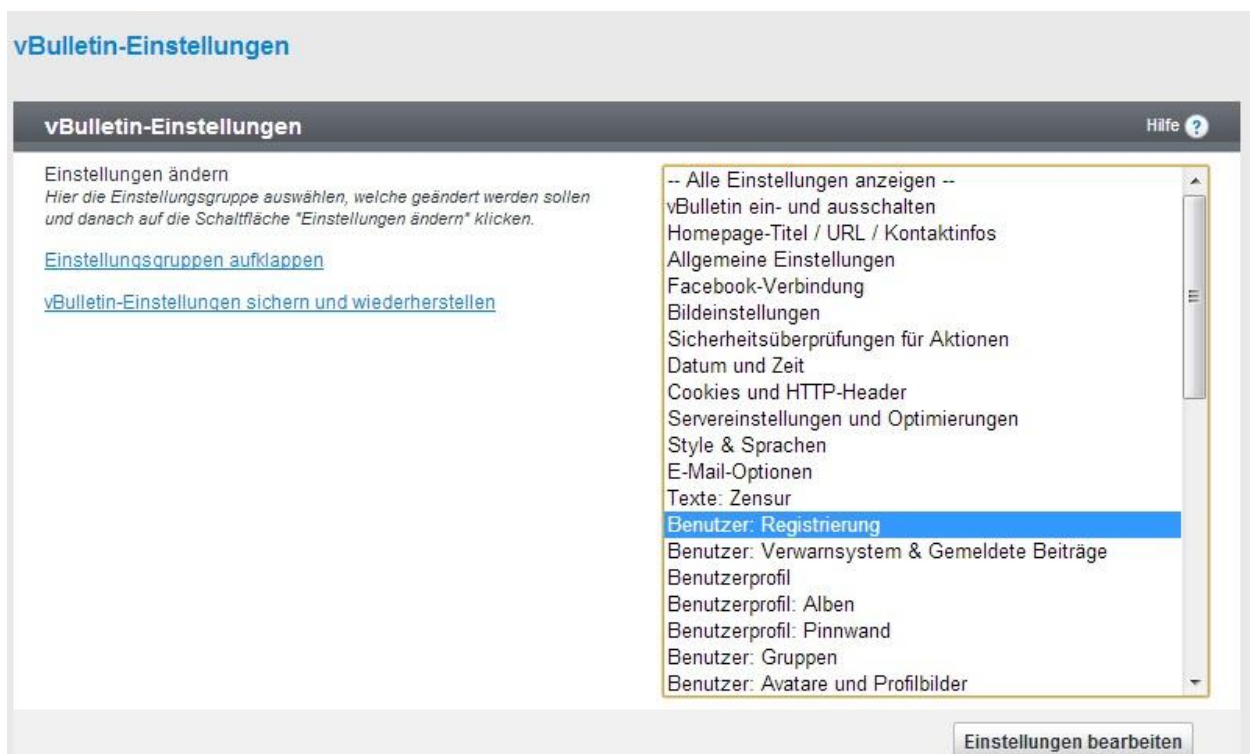 vBulletin-Einstellungen
vBulletin-Einstellungen
Hilfe ?
Einstellungen ändern
Hier die Einstellungsgruppe auswählen, welche geändert werden sollen
und danach auf die Schaltfläche "Einstellungen ändern" klicken.
Einstellungsgruppen aufklappen
vBulletin-Einstellungen sichern und wiederherstellen
-- Alle Einstellungen anzeigen --
vBulletin ein- und ausschalten
Homepage-Titel / URL / Kontaktinfos
Allgemeine Einstellungen
Facebook-Verbindung
Bildeinstellungen
Sicherheitsüberprüfungen für Aktionen
Datum und Zeit
Cookies und HTTP-Header
Servereinstellungen und Optimierungen
Style & Sprachen
E-Mail-Optionen
Texte: Zensur
Benutzer: Registrierung
Benutzer: Verwarnsystem & Gemeldete Beiträge
Benutzerprofil
Benutzerprofil: Alben
Benutzerprofil: Pinnwand
Benutzer: Gruppen
Benutzer: Avatare und Profilbilder
Einstellungen bearbeiten